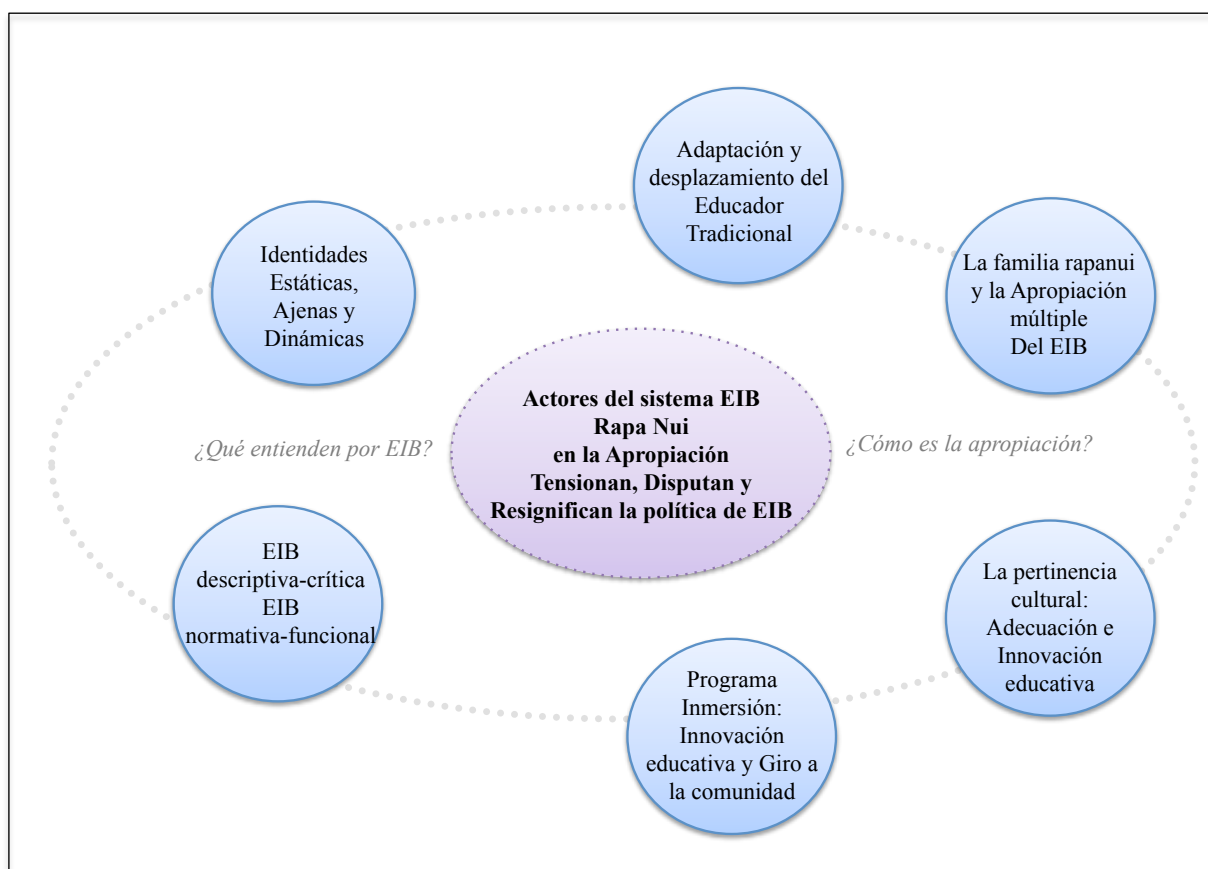 Adaptación y
desplazamiento del
Educador
Tradicional
Identidades
Estáticas,
Ajenas y
Dinámicas
La familia rapanui
y la Apropiación
múltiple
Del EIB
Actores del sistema EIB
Rapa Nui
en la Apropiación
Tensionan, Disputan y
Resignifican la política de EIB
¿Qué entienden por EIB?
¿Cómo es la apropiación?
EIB
descriptiva-crítica
EIB
normativa-funcional
La pertinencia
cultural:
Adecuación e
Innovación
educativa
Programa
Inmersión:
Innovación
educativa y Giro a
la comunidad